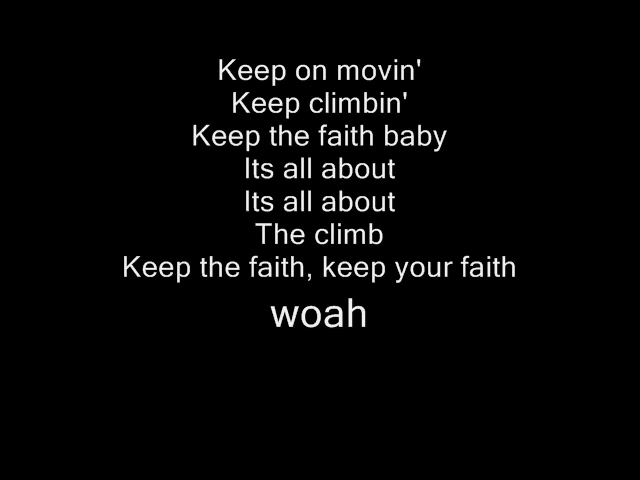 Keep on movin'
Keep climbin'
Keep the faith baby
Its all about
Its all about
The climb
Keep the faith, keep your faith
woah